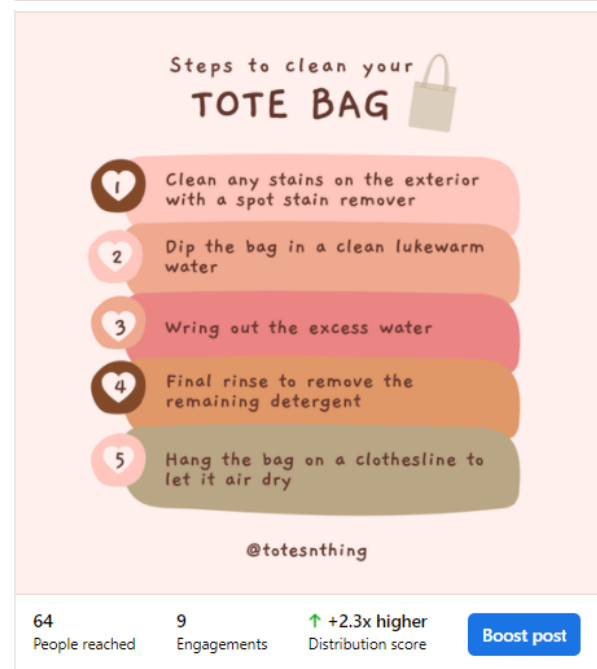 Steps to clean your
TOTE BAG
1
Clean any stains on the exterior
with a spot stain remover
2
Dip the bag in a clean lukewarm
water
3
Wring out the excess water
4
Final rinse to remove the
remaining detergent
5
Hang the bag on a clothesline to
let it air dry
@totesnthing
64
People reached
9
Engagements
↑ +2.3x higher
Distribution score
Boost post